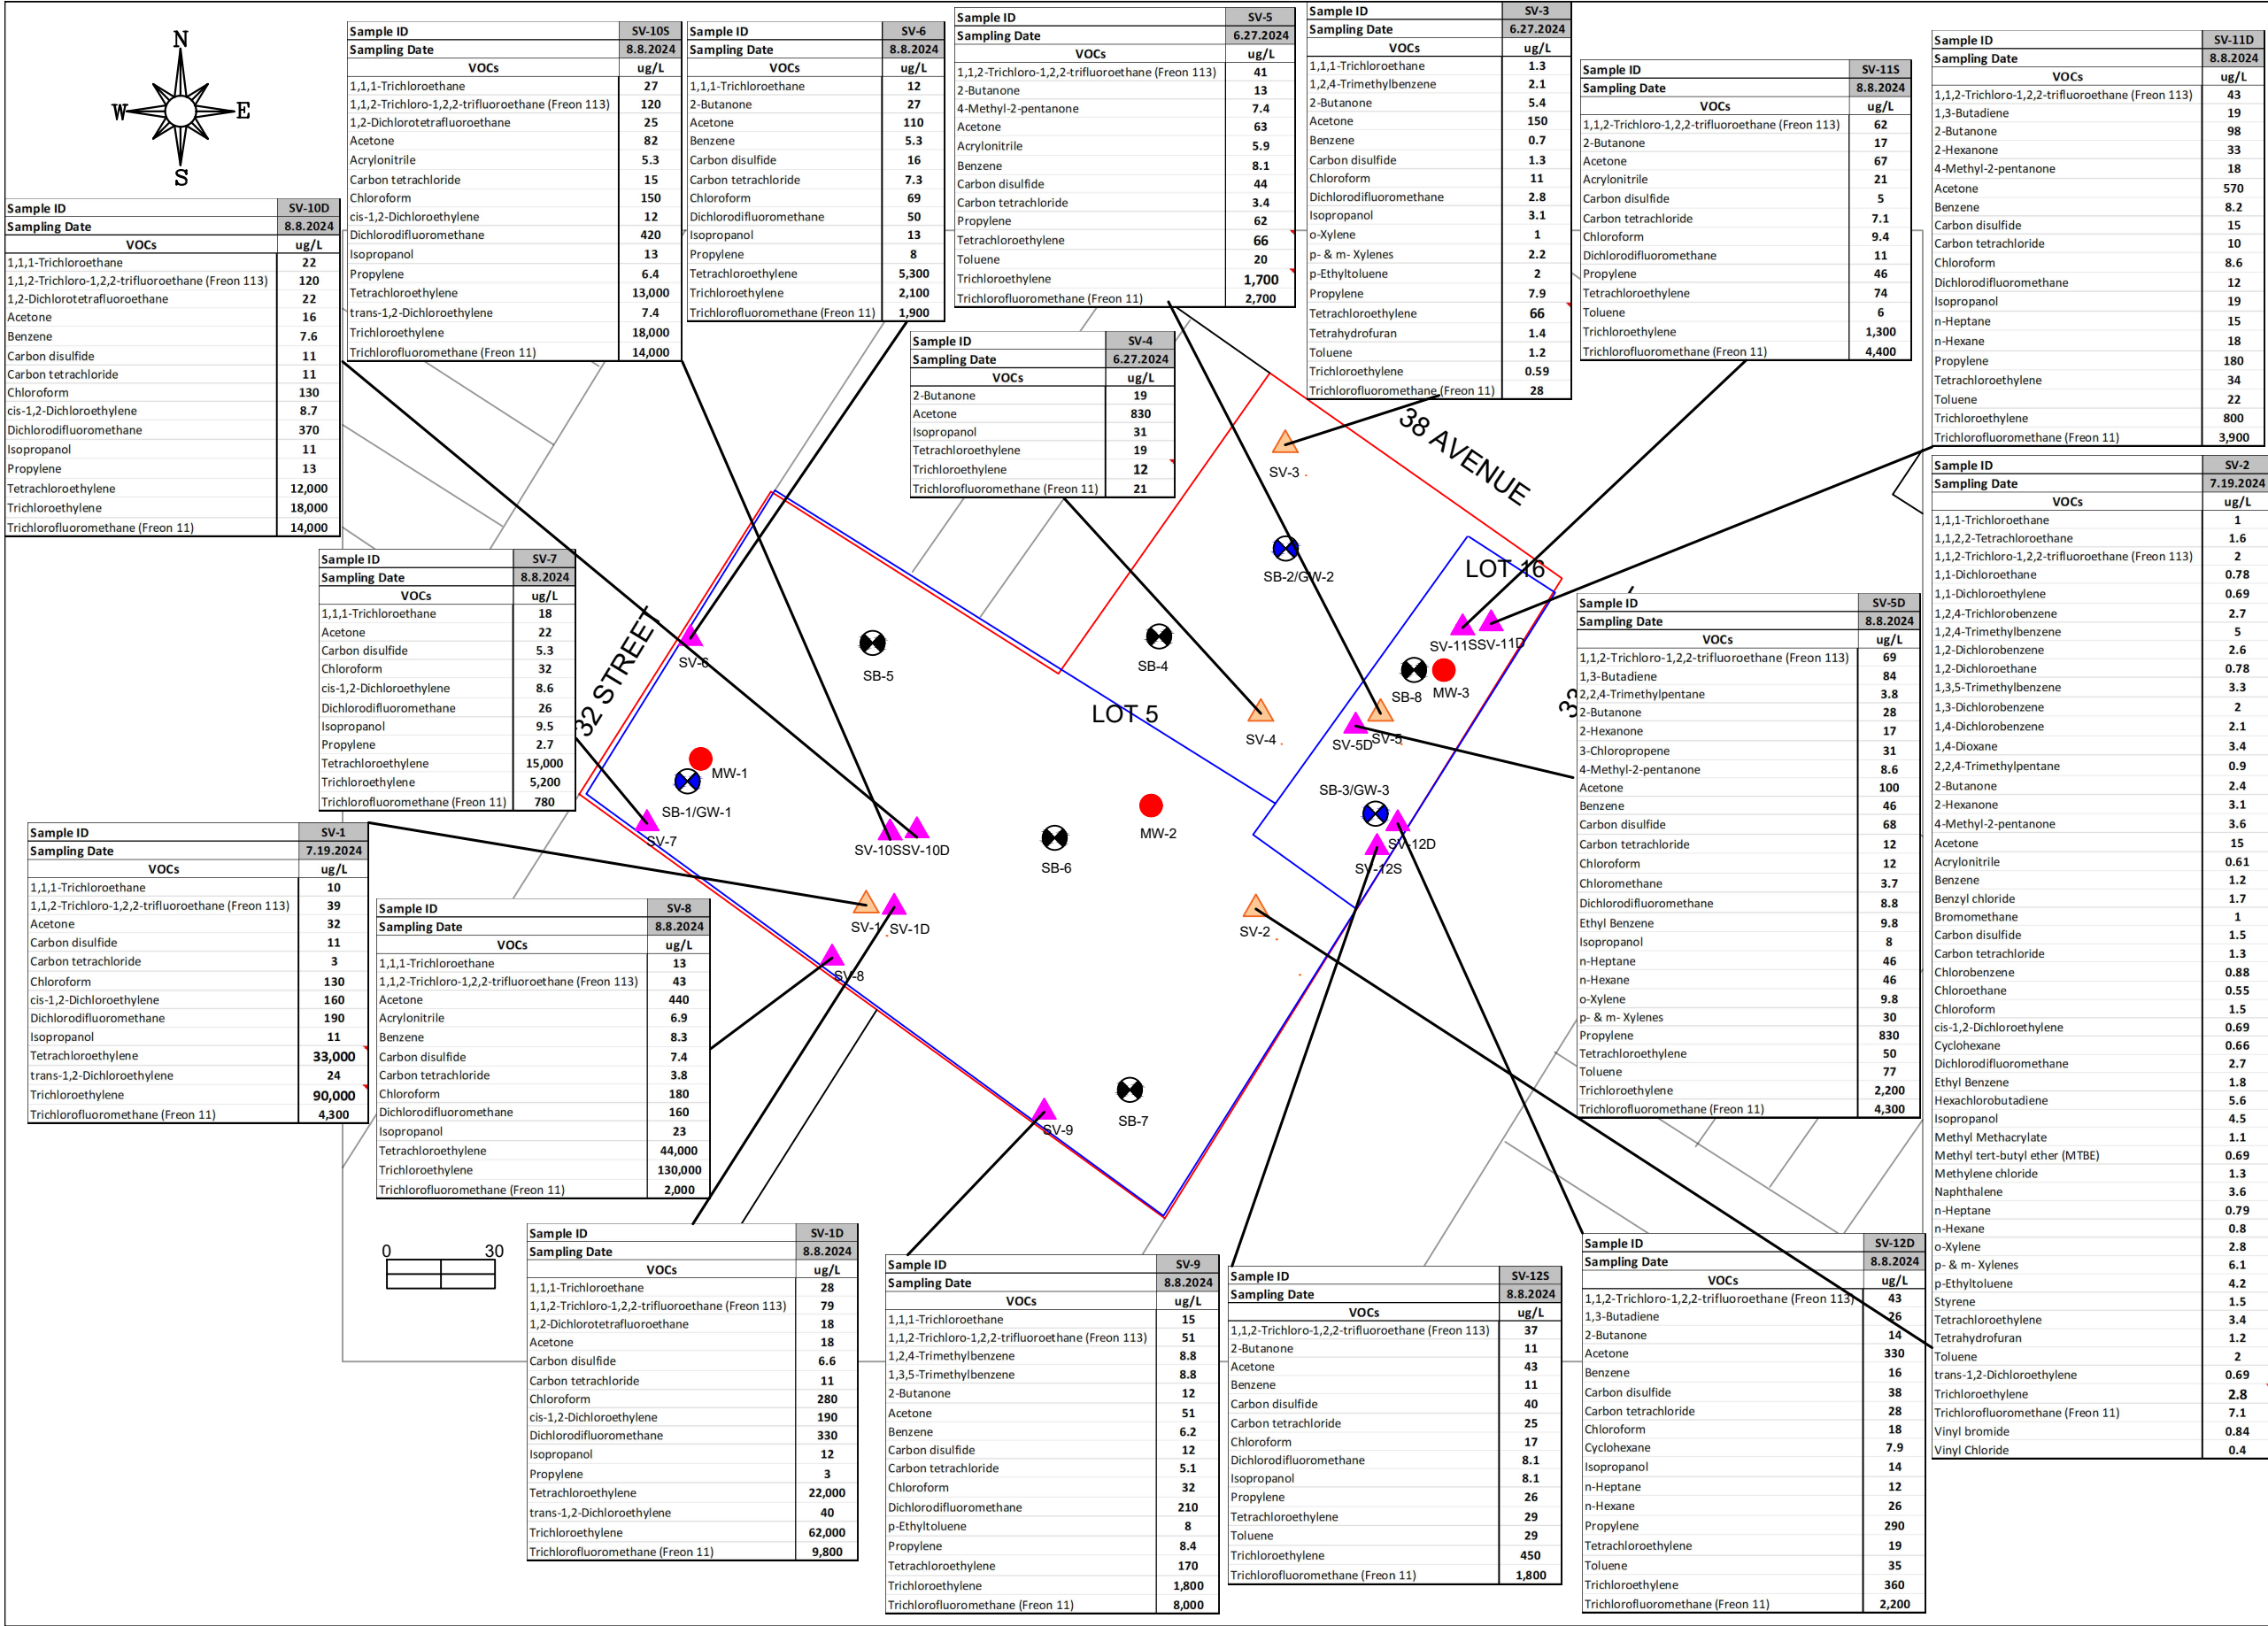 N
W E
S
Sample ID SV-10D
Sampling Date 8.8.2024
VOCs ug/L
1,1,1-Trichloroethane 22
1,1,2-Trichloro-1,2,2-trifluoroethane (Freon 113) 120
1,2-Dichlorotetrafluoroethane 22
Acetone 16
Benzene 7.6
Carbon disulfide 11
Carbon tetrachloride 11
Chloroform 130
cis-1,2-Dichloroethylene 8.7
Dichlorodifluoromethane 370
Isopropanol 11
Propylene 13
Tetrachloroethylene 12,000
Trichloroethylene 18,000
Trichlorofluoromethane (Freon 11) 14,000
Sample ID SV-10S
Sampling Date 8.8.2024
VOCs ug/L
1,1,1-Trichloroethane 27
1,1,2-Trichloro-1,2,2-trifluoroethane (Freon 113) 120
1,2-Dichlorotetrafluoroethane 25
Acetone 82
Acrylonitrile 5.3
Carbon tetrachloride 15
Chloroform 150
cis-1,2-Dichloroethylene 12
Dichlorodifluoromethane 420
Isopropanol 13
Propylene 6.4
Tetrachloroethylene 13,000
trans-1,2-Dichloroethylene 7.4
Trichloroethylene 18,000
Trichlorofluoromethane (Freon 11) 14,000
Sample ID SV-6
Sampling Date 8.8.2024
VOCs ug/L
1,1,1-Trichloroethane 12
2-Butanone 27
Acetone 110
Benzene 5.3
Carbon disulfide 16
Carbon tetrachloride 7.3
Chloroform 69
Dichlorodifluoromethane 50
Isopropanol 13
Propylene 8
Tetrachloroethylene 5,300
Trichloroethylene 2,100
Trichlorofluoromethane (Freon 11) 1,900
Sample ID SV-5
Sampling Date 6.27.2024
VOCs ug/L
1,1,2-Trichloro-1,2,2-trifluoroethane (Freon 113) 41
2-Butanone 13
4-Methyl-2-pentanone 7.4
Acetone 63
Acrylonitrile 5.9
Benzene 8.1
Carbon disulfide 44
Carbon tetrachloride 3.4
Propylene 62
Tetrachloroethylene 66
Toluene 20
Trichloroethylene 1,700
Trichlorofluoromethane (Freon 11) 2,700
Sample ID SV-3
Sampling Date 6.27.2024
VOCs ug/L
1,1,1-Trichloroethane 1.3
1,2,4-Trimethylbenzene 2.1
2-Butanone 5.4
Acetone 150
Benzene 0.7
Carbon disulfide 1.3
Chloroform 11
Dichlorodifluoromethane 2.8
Isopropanol 3.1
o-Xylene 1
p- & m- Xylenes 2.2
p-Ethyltoluene 2
Propylene 7.9
Tetrachloroethylene 66
Tetrahydrofuran 1.4
Toluene 1.2
Trichloroethylene 0.59
Trichlorofluoromethane (Freon 11) 28
Sample ID SV-11S
Sampling Date 8.8.2024
VOCs ug/L
1,1,2-Trichloro-1,2,2-trifluoroethane (Freon 113) 62
2-Butanone 17
Acetone 67
Acrylonitrile 21
Carbon disulfide 5
Carbon tetrachloride 7.1
Chloroform 9.4
Dichlorodifluoromethane 11
Propylene 46
Tetrachloroethylene 74
Toluene 6
Trichloroethylene 1,300
Trichlorofluoromethane (Freon 11) 4,400
Sample ID SV-11D
Sampling Date 8.8.2024
VOCs ug/L
1,1,2-Trichloro-1,2,2-trifluoroethane (Freon 113) 43
1,3-Butadiene 19
2-Butanone 98
2-Hexanone 33
4-Methyl-2-pentanone 18
Acetone 570
Benzene 8.2
Carbon disulfide 15
Carbon tetrachloride 10
Chloroform 8.6
Dichlorodifluoromethane 12
Isopropanol 19
n-Heptane 15
n-Hexane 18
Propylene 180
Tetrachloroethylene 34
Toluene 22
Trichloroethylene 800
Trichlorofluoromethane (Freon 11) 3,900
Sample ID SV-4
Sampling Date 6.27.2024
VOCs ug/L
2-Butanone 19
Acetone 830
Isopropanol 31
Tetrachloroethylene 19
Trichloroethylene 12
Trichlorofluoromethane (Freon 11) 21
Sample ID SV-2
Sampling Date 7.19.2024
VOCs ug/L
1,1,1-Trichloroethane 1
1,1,2,2-Tetrachloroethane 1.6
1,1,2-Trichloro-1,2,2-trifluoroethane (Freon 113) 2
1,1-Dichloroethane 0.78
1,1-Dichloroethylene 0.69
1,2,4-Trichlorobenzene 2.7
1,2,4-Trimethylbenzene 5
1,2-Dichlorobenzene 2.6
1,2-Dichloroethane 0.78
1,3,5-Trimethylbenzene 3.3
1,3-Dichlorobenzene 2
1,4-Dichlorobenzene 2.1
1,4-Dioxane 3.4
2,2,4-Trimethylpentane 0.9
2-Butanone 2.4
2-Hexanone 3.1
4-Methyl-2-pentanone 3.6
Acetone 15
Acrylonitrile 0.61
Benzene 1.2
Benzyl chloride 1.7
Bromomethane 1
Carbon disulfide 1.5
Carbon tetrachloride 1.3
Chlorobenzene 0.88
Chloroethane 0.55
Chloroform 1.5
cis-1,2-Dichloroethylene 0.69
Cyclohexane 0.66
Dichlorodifluoromethane 2.7
Ethyl Benzene 1.8
Hexachlorobutadiene 5.6
Isopropanol 4.5
Methyl Methacrylate 1.1
Methyl tert-butyl ether (MTBE) 0.69
Methylene chloride 1.3
Naphthalene 3.6
n-Heptane 0.79
n-Hexane 0.8
o-Xylene 2.8
p- & m- Xylenes 6.1
p-Ethyltoluene 4.2
Styrene 1.5
Tetrachloroethylene 3.4
Tetrahydrofuran 1.2
Toluene 2
trans-1,2-Dichloroethylene 0.69
Trichloroethylene 2.8
Trichlorofluoromethane (Freon 11) 7.1
Vinyl bromide 0.84
Vinyl Chloride 0.4
Sample ID SV-7
Sampling Date 8.8.2024
VOCs ug/L
1,1,1-Trichloroethane 18
Acetone 22
Carbon disulfide 5.3
Chloroform 32
cis-1,2-Dichloroethylene 8.6
Dichlorodifluoromethane 26
Isopropanol 9.5
Propylene 2.7
Tetrachloroethylene 15,000
Trichloroethylene 5,200
Trichlorofluoromethane (Freon 11) 780
Sample ID SV-5D
Sampling Date 8.8.2024
VOCs ug/L
1,1,2-Trichloro-1,2,2-trifluoroethane (Freon 113) 69
1,3-Butadiene 84
2,2,4-Trimethylpentane 3.8
2-Butanone 28
2-Hexanone 17
3-Chloropropene 31
4-Methyl-2-pentanone 8.6
Acetone 100
Benzene 46
Carbon disulfide 68
Carbon tetrachloride 12
Chloroform 12
Chloromethane 3.7
Dichlorodifluoromethane 8.8
Ethyl Benzene 9.8
Isopropanol 8
n-Heptane 46
n-Hexane 46
o-Xylene 9.8
p- & m- Xylenes 30
Propylene 830
Tetrachloroethylene 50
Toluene 77
Trichloroethylene 2,200
Trichlorofluoromethane (Freon 11) 4,300
38 AVENUE
32 STREET
33
LOT 16
LOT 5
SV-3
SB-2/GW-2
SV-11S
SV-11D
SV-6
SB-5
SB-4
SB-8
MW-3
SV-4
SV-5D
SV-5
MW-1
SB-1/GW-1
SB-3/GW-3
SV-7
SV-10S
SV-10D
SB-6
MW-2
SV-12D
SV-12S
SV-1
SV-1D
SV-2
SV-8
SV-9
SB-7
Sample ID SV-1
Sampling Date 7.19.2024
VOCs ug/L
1,1,1-Trichloroethane 10
1,1,2-Trichloro-1,2,2-trifluoroethane (Freon 113) 39
Acetone 32
Carbon disulfide 11
Carbon tetrachloride 3
Chloroform 130
cis-1,2-Dichloroethylene 160
Dichlorodifluoromethane 190
Isopropanol 11
Tetrachloroethylene 33,000
trans-1,2-Dichloroethylene 24
Trichloroethylene 90,000
Trichlorofluoromethane (Freon 11) 4,300
Sample ID SV-8
Sampling Date 8.8.2024
VOCs ug/L
1,1,1-Trichloroethane 13
1,1,2-Trichloro-1,2,2-trifluoroethane (Freon 113) 43
Acetone 440
Acrylonitrile 6.9
Benzene 8.3
Carbon disulfide 7.4
Carbon tetrachloride 3.8
Chloroform 180
Dichlorodifluoromethane 160
Isopropanol 23
Tetrachloroethylene 44,000
Trichloroethylene 130,000
Trichlorofluoromethane (Freon 11) 2,000
0 30
Sample ID SV-1D
Sampling Date 8.8.2024
VOCs ug/L
1,1,1-Trichloroethane 28
1,1,2-Trichloro-1,2,2-trifluoroethane (Freon 113) 79
1,2-Dichlorotetrafluoroethane 18
Acetone 18
Carbon disulfide 6.6
Carbon tetrachloride 11
Chloroform 280
cis-1,2-Dichloroethylene 190
Dichlorodifluoromethane 330
Isopropanol 12
Propylene 3
Tetrachloroethylene 22,000
trans-1,2-Dichloroethylene 40
Trichloroethylene 62,000
Trichlorofluoromethane (Freon 11) 9,800
Sample ID SV-9
Sampling Date 8.8.2024
VOCs ug/L
1,1,1-Trichloroethane 15
1,1,2-Trichloro-1,2,2-trifluoroethane (Freon 113) 51
1,2,4-Trimethylbenzene 8.8
1,3,5-Trimethylbenzene 8.8
2-Butanone 12
Acetone 51
Benzene 6.2
Carbon disulfide 12
Carbon tetrachloride 5.1
Chloroform 32
Dichlorodifluoromethane 210
p-Ethyltoluene 8
Propylene 8.4
Tetrachloroethylene 170
Trichloroethylene 1,800
Trichlorofluoromethane (Freon 11) 8,000
Sample ID SV-12S
Sampling Date 8.8.2024
VOCs ug/L
1,1,2-Trichloro-1,2,2-trifluoroethane (Freon 113) 37
2-Butanone 11
Acetone 43
Benzene 11
Carbon disulfide 40
Carbon tetrachloride 25
Chloroform 17
Dichlorodifluoromethane 8.1
Isopropanol 8.1
Propylene 26
Tetrachloroethylene 29
Toluene 29
Trichloroethylene 450
Trichlorofluoromethane (Freon 11) 1,800
Sample ID SV-12D
Sampling Date 8.8.2024
VOCs ug/L
1,1,2-Trichloro-1,2,2-trifluoroethane (Freon 113) 43
1,3-Butadiene 26
2-Butanone 14
Acetone 330
Benzene 16
Carbon disulfide 38
Carbon tetrachloride 28
Chloroform 18
Cyclohexane 7.9
Isopropanol 14
n-Heptane 12
n-Hexane 26
Propylene 290
Tetrachloroethylene 19
Toluene 35
Trichloroethylene 360
Trichlorofluoromethane (Freon 11) 2,200